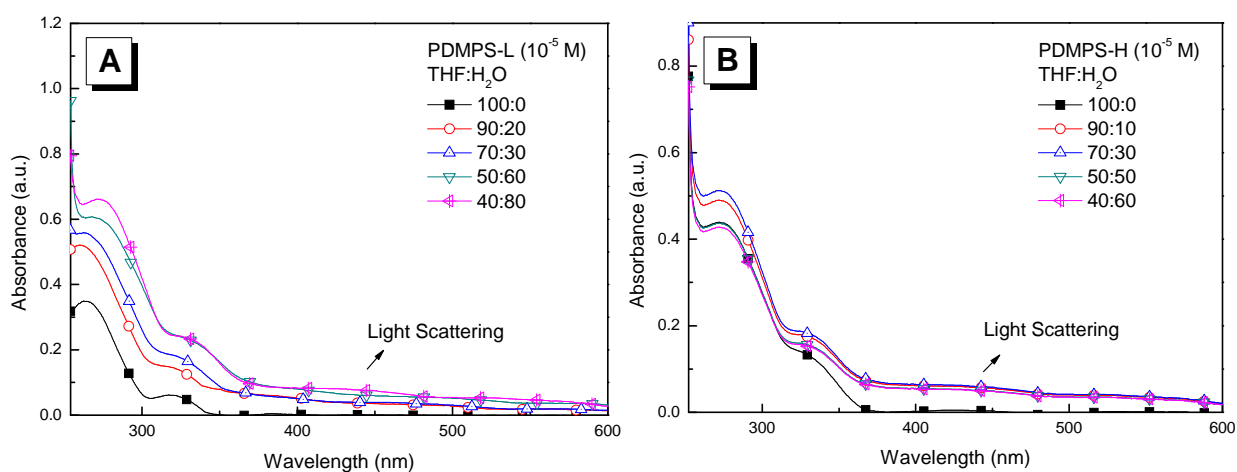 A
PDMPS-L (10⁻⁵ M)
THF:H₂O
100:0
90:20
70:30
50:60
40:80
Light Scattering
1.2
1.0
0.8
0.6
0.4
0.2
0.0
300
400
500
600
Absorbance (a.u.)
Wavelength (nm)
B
PDMPS-H (10⁻⁵ M)
THF:H₂O
100:0
90:10
70:30
50:50
40:60
Light Scattering
0.8
0.6
0.4
0.2
0.0
300
400
500
600
Absorbance (a.u.)
Wavelength (nm)